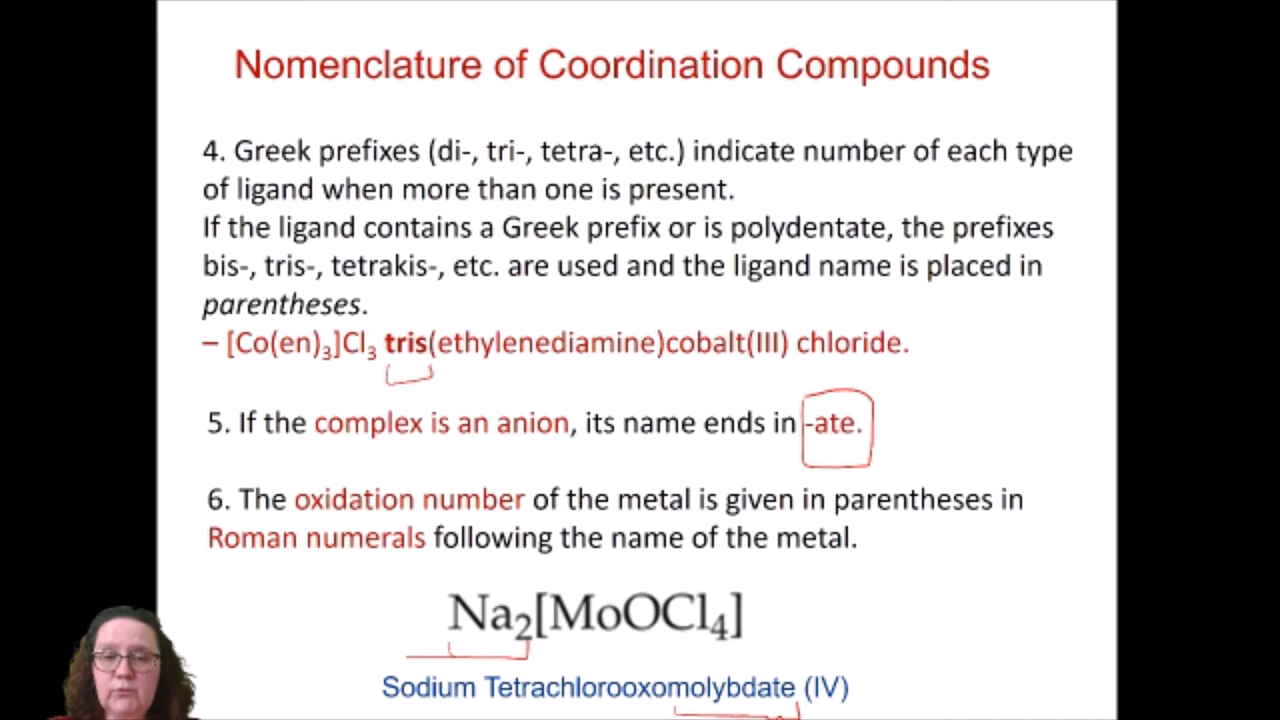 Nomenclature of Coordination Compounds
4. Greek prefixes (di-, tri-, tetra-, etc.) indicate number of each type
of ligand when more than one is present.
If the ligand contains a Greek prefix or is polydentate, the prefixes
bis-, tris-, tetrakis-, etc. are used and the ligand name is placed in
parentheses.
– [Co(en)₃]Cl₃ tris(ethylenediamine)cobalt(III) chloride.
5. If the complex is an anion, its name ends in -ate.
6. The oxidation number of the metal is given in parentheses in
Roman numerals following the name of the metal.
Na₂[MoOCl₄]
Sodium Tetrachlorooxomolybdate (IV)